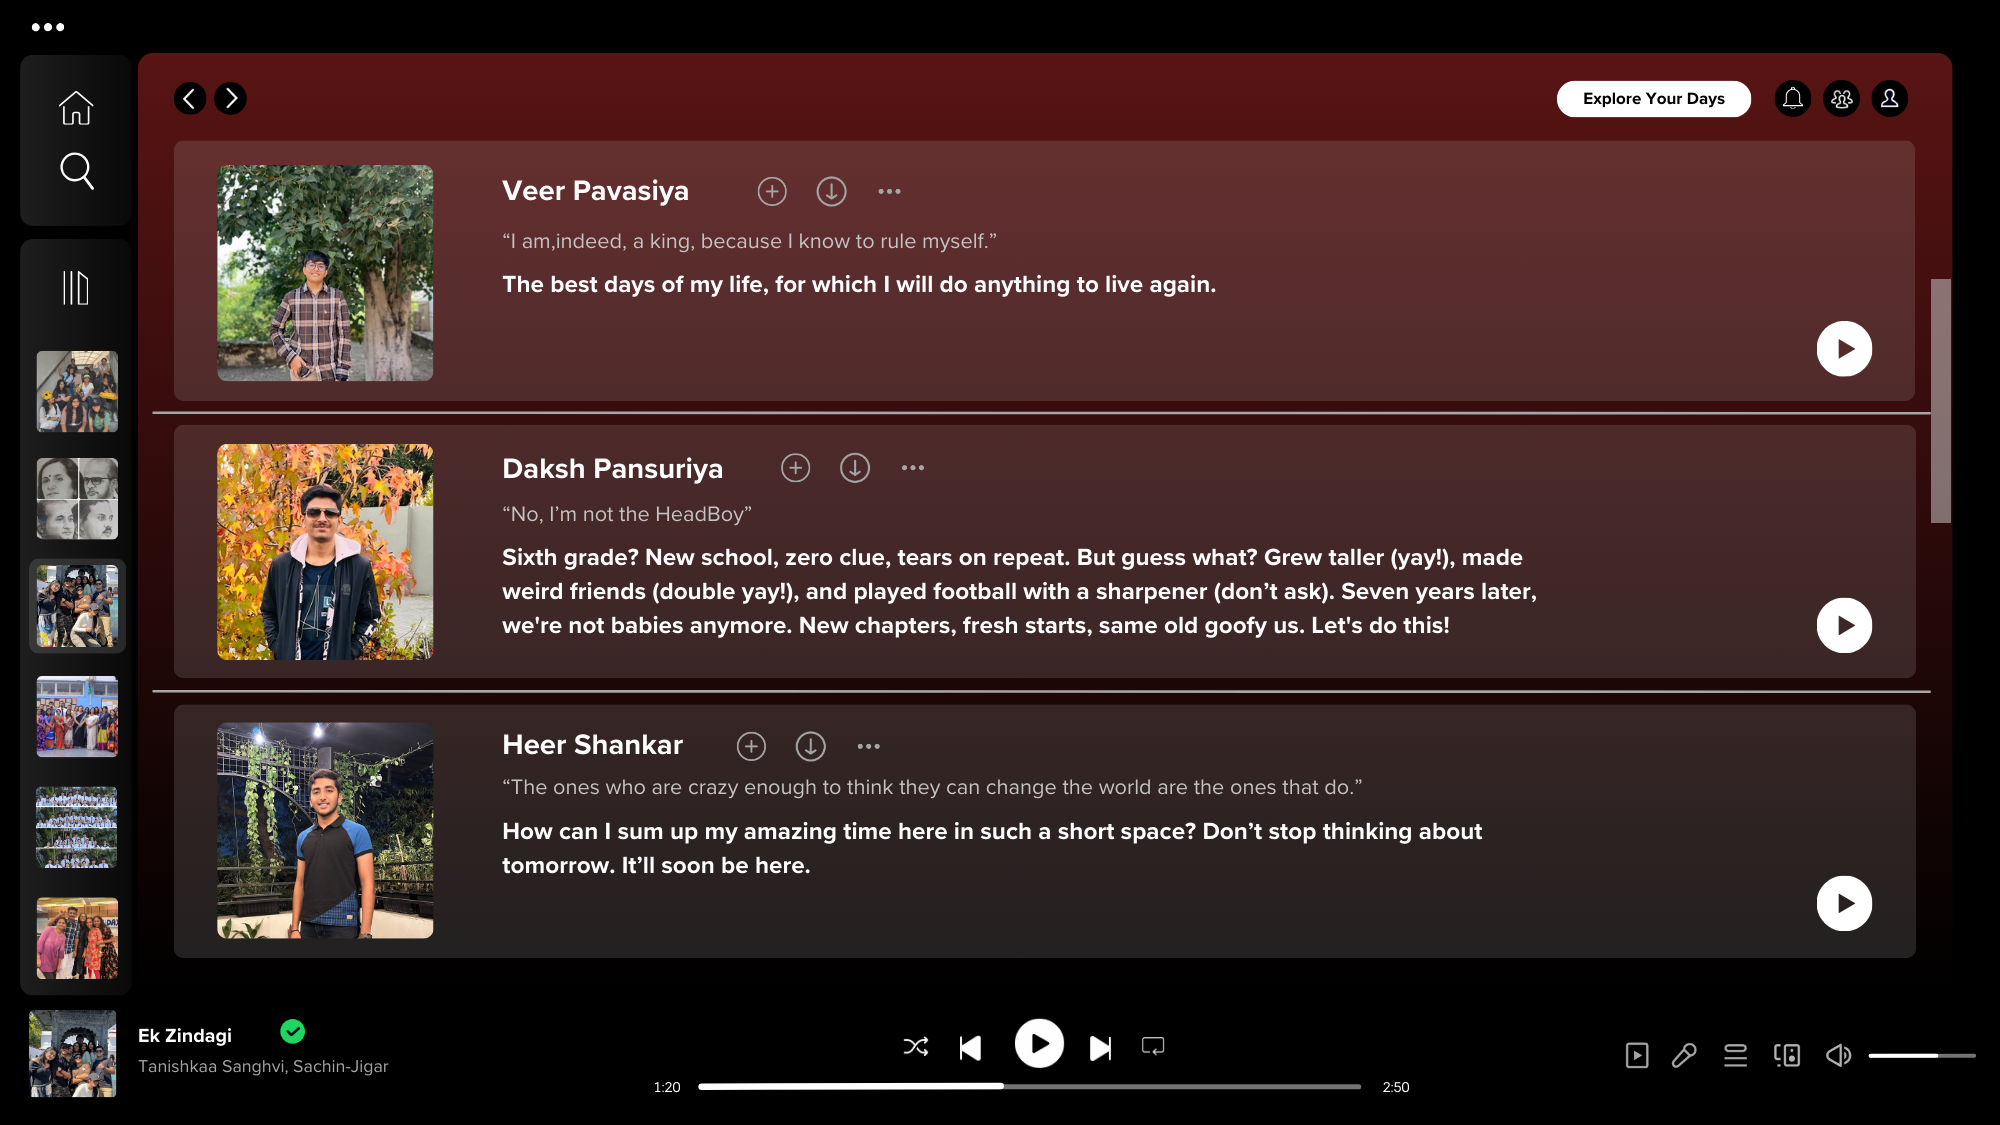 Explore Your Days
Veer Pavasiya
“I am,indeed, a king, because I know to rule myself.”
The best days of my life, for which I will do anything to live again.
Daksh Pansuriya
“No, I’m not the HeadBoy”
Sixth grade? New school, zero clue, tears on repeat. But guess what? Grew taller (yay!), made
weird friends (double yay!), and played football with a sharpener (don’t ask). Seven years later,
we're not babies anymore. New chapters, fresh starts, same old goofy us. Let's do this!
Heer Shankar
“The ones who are crazy enough to think they can change the world are the ones that do.”
How can I sum up my amazing time here in such a short space? Don’t stop thinking about
tomorrow. It’ll soon be here.
Ek Zindagi
Tanishkaa Sanghvi, Sachin-Jigar
1:20
2:50